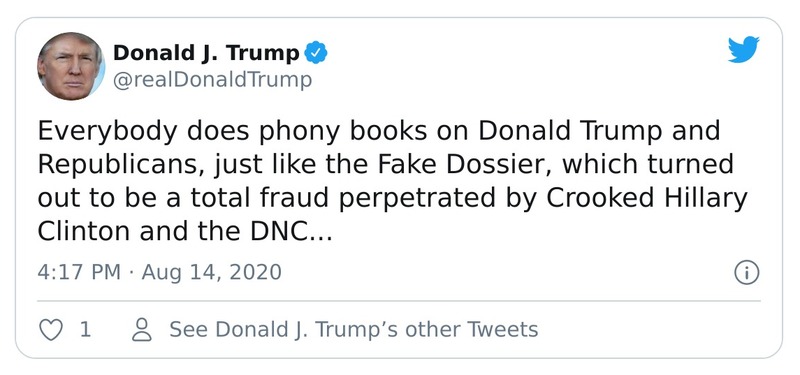 Donald J. Trump
@realDonaldTrump
Everybody does phony books on Donald Trump and
Republicans, just like the Fake Dossier, which turned
out to be a total fraud perpetrated by Crooked Hillary
Clinton and the DNC...
4:17 PM · Aug 14, 2020
1 See Donald J. Trump’s other Tweets